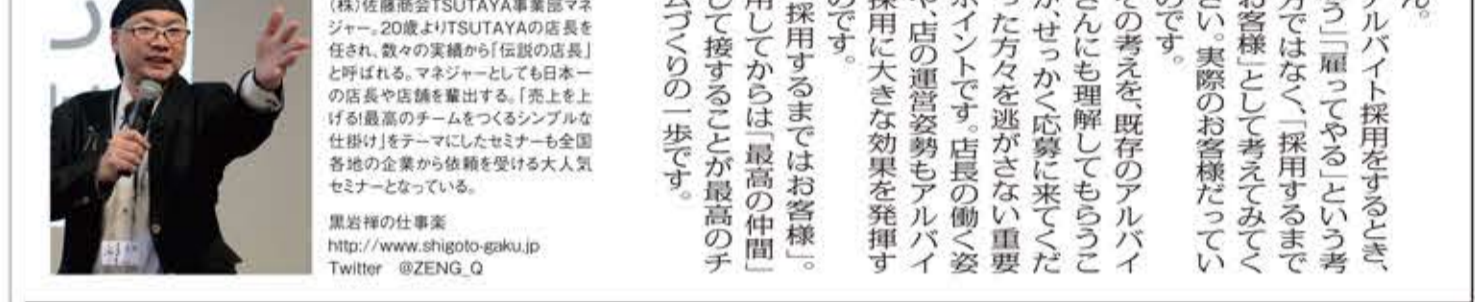 (株)佐藤商会TSUTAYA事業部マネ
ジャー。20歳よりTSUTAYAの店長を
任され、数々の実績から「伝説の店長」
と呼ばれる。マネジャーとしても日本一
の店長や店舗を輩出する。「売上を上
げる!最高のチームをつくるシンプルな
仕掛け」をテーマにしたセミナーも全国
各地の企業から依頼を受ける大人気
セミナーとなっている。
黒岩禅の仕事楽
http://www.shigoto-gaku.jp
Twitter @ZENG_Q
ん。
ルバイト採用をするとき、
う」「雇ってやる」という考
方ではなく、「採用するまで
お客様」として考えてみてく
さい。実際のお客様だってい
のです。
その考えを、既存のアルバイ
さんにも理解してもらうこ
が、せっかく応募に来てくだ
った方々を逃がさない重要
ポイントです。店長の働く姿
や、店の運営姿勢もアルバイ
採用に大きな効果を発揮す
のです。
採用するまではお客様」。
用してからは「最高の仲間」
して接することが最高のチ
ムづくりの一歩です。